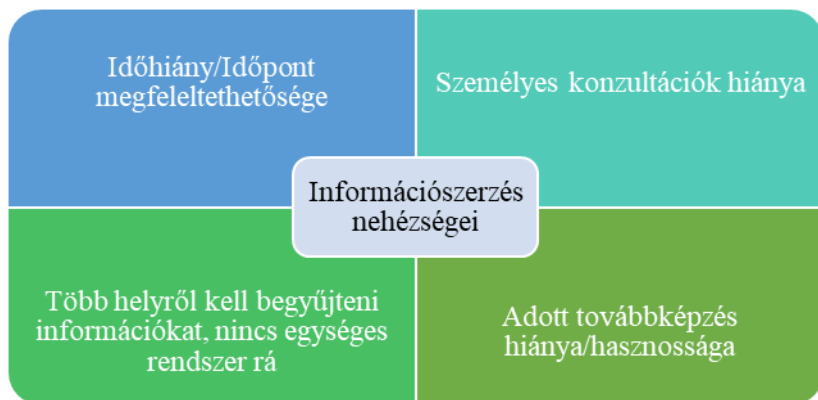 Időhiány/Időpont
megfeleltethetősége
Személyes konzultációk hiánya
Információszerzés
nehézségei
Több helyről kell begyűjteni
információkat, nincs egységes
rendszer rá
Adott továbbképzés
hiánya/hasznossága